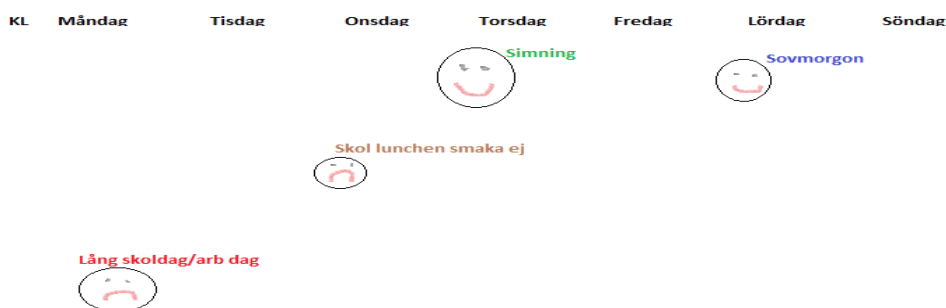 KL Måndag Tisdag Onsdag Torsdag Fredag Lördag Söndag
Simning
Sovmorgon
Skol lunchen smaka ej
Lång skoldag/arb dag